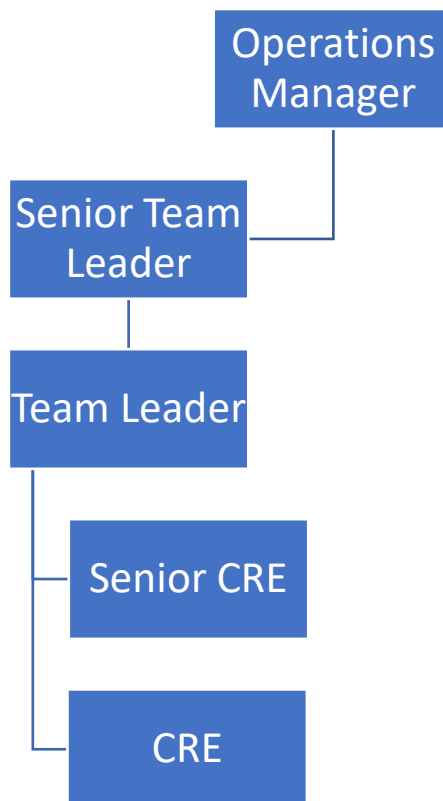 Operations
Manager
Senior Team
Leader
Team Leader
Senior CRE
CRE